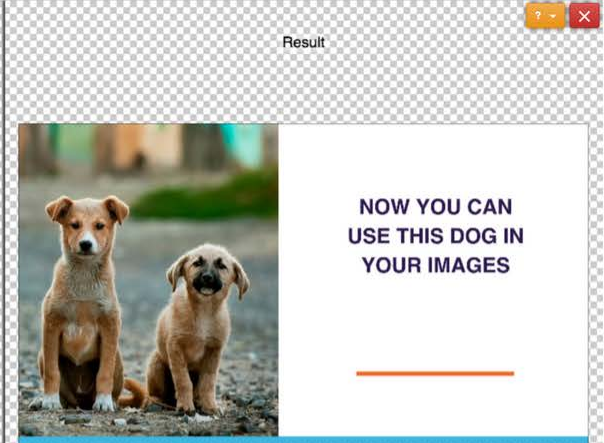 ?
Result
NOW YOU CAN
USE THIS DOG IN
YOUR IMAGES